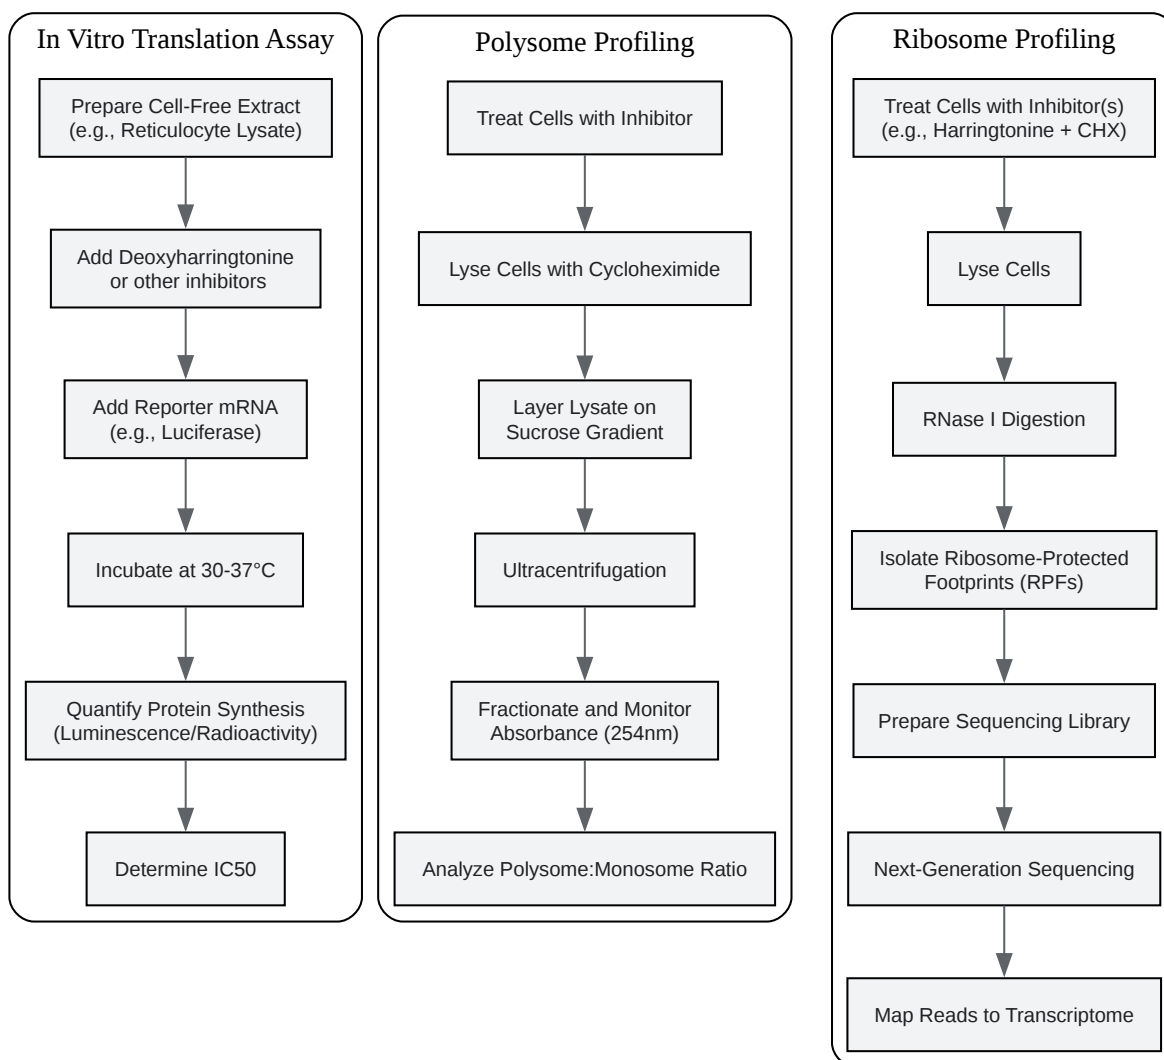 In Vitro Translation Assay
Prepare Cell-Free Extract
(e.g., Reticulocyte Lysate)
Add Deoxyharringtonine
or other inhibitors
Add Reporter mRNA
(e.g., Luciferase)
Incubate at 30-37°C
Quantify Protein Synthesis
(Luminescence/Radioactivity)
Determine IC50
Polysome Profiling
Treat Cells with Inhibitor
Lyse Cells with Cycloheximide
Layer Lysate on
Sucrose Gradient
Ultracentrifugation
Fractionate and Monitor
Absorbance (254nm)
Analyze Polysome:Monosome Ratio
Ribosome Profiling
Treat Cells with Inhibitor(s)
(e.g., Harringtonine + CHX)
Lyse Cells
RNase I Digestion
Isolate Ribosome-Protected
Footprints (RPFs)
Prepare Sequencing Library
Next-Generation Sequencing
Map Reads to Transcriptome